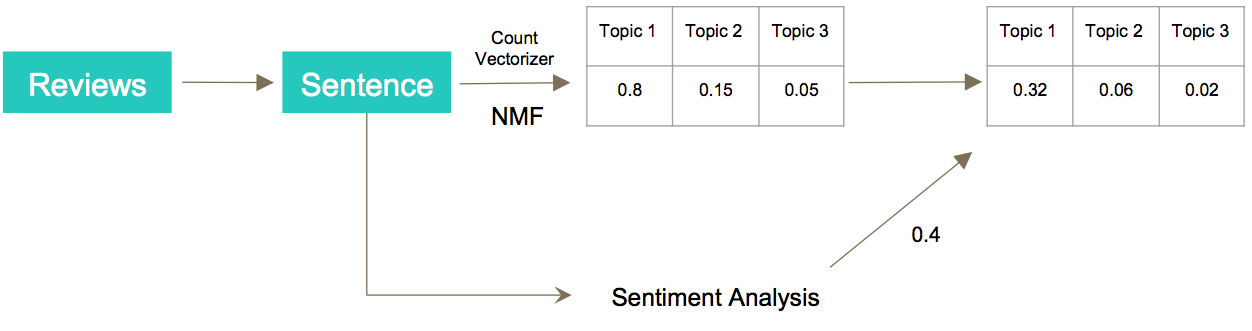 Reviews
Sentence
Count
Vectorizer
NMF
Topic 1 Topic 2 Topic 3
0.8 0.15 0.05
Topic 1 Topic 2 Topic 3
0.32 0.06 0.02
0.4
Sentiment Analysis